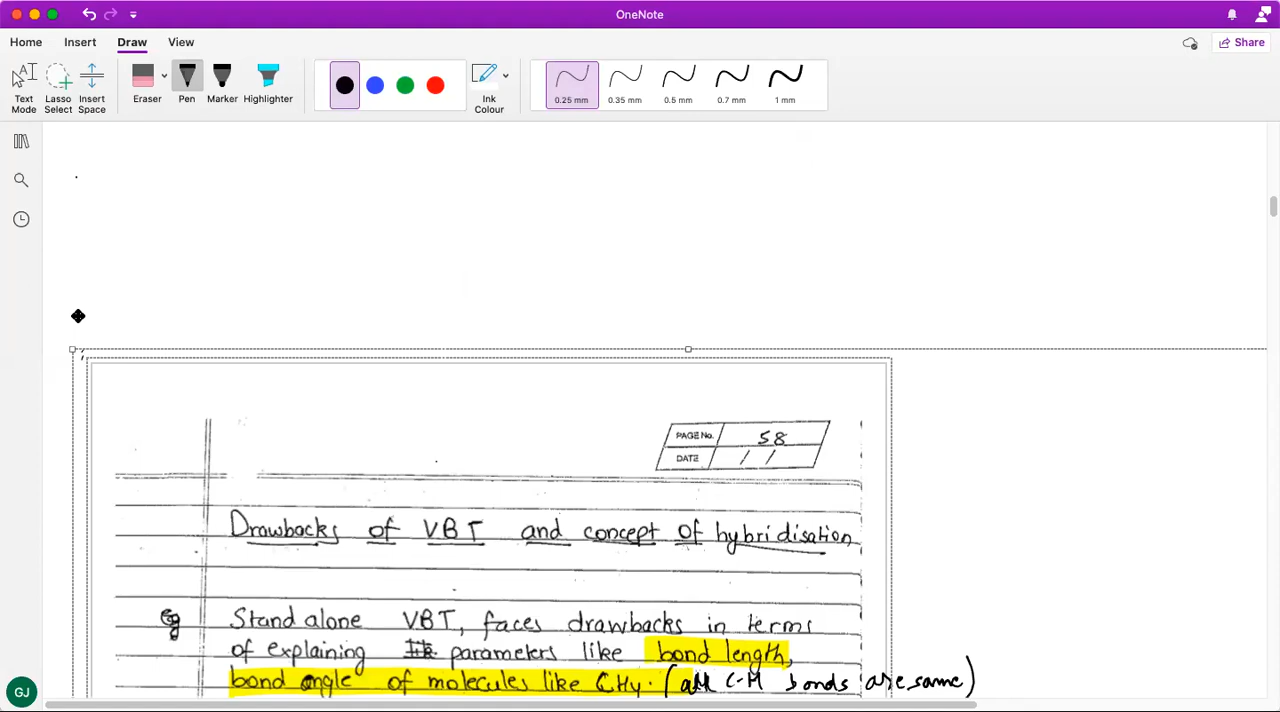 OneNote
Home Insert Draw View Share
Text Mode
Lasso Select
Insert Space
Eraser
Pen
Marker
Highlighter
Ink Colour
0.25 mm
0.35 mm
0.5 mm
0.7 mm
1 mm
PAGE No. 58
DATE / /
Drawbacks of VBT and concept of hybridisation
Eg Stand alone VBT, faces drawbacks in terms
of explaining parameters like bond length,
bond angle of molecules like CH4. (all C-H bonds are same)
GJ